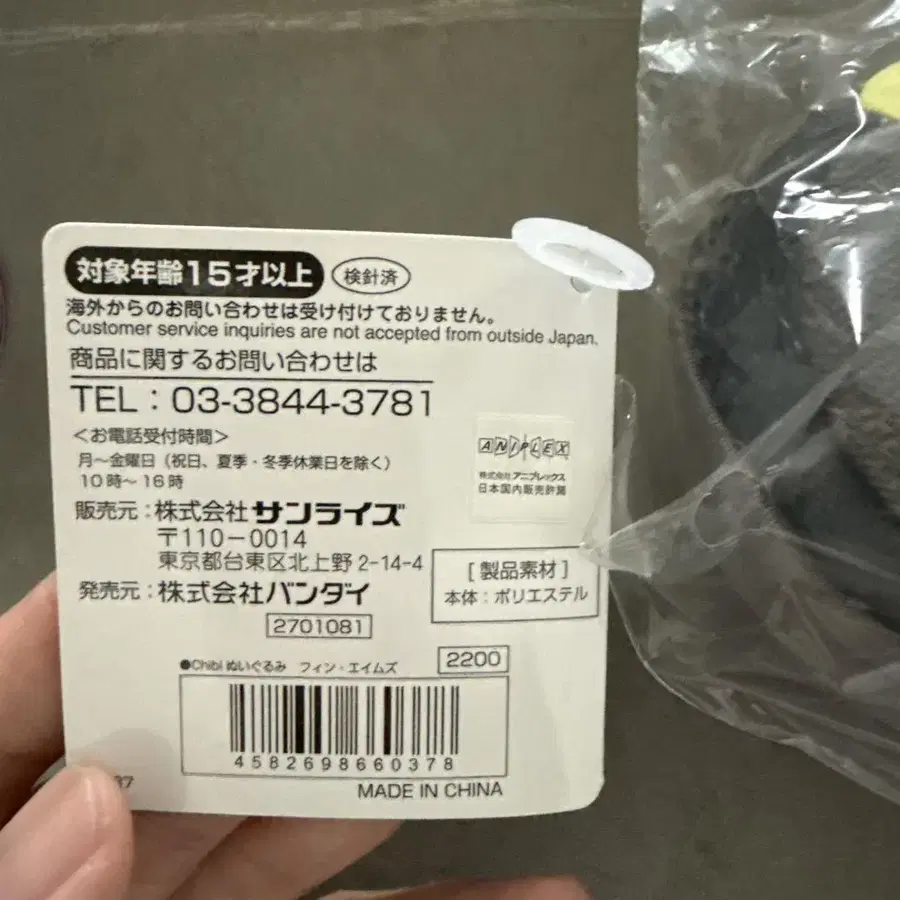 対象年齢15才以上 検針済
海外からのお問い合わせは受け付けておりません。
Customer service inquiries are not accepted from outside Japan.
商品に関するお問い合わせは
TEL：03-3844-3781
＜お電話受付時間＞
月〜金曜日（祝日、夏季・冬季休業日を除く）
10時〜16時
ANIPLEX
株式会社アニプレックス
日本国内販売許諾
販売元：株式会社サンライズ
〒110-0014
東京都台東区北上野2-14-4
発売元：株式会社バンダイ
2701081
[製品素材]
本体：ポリエステル
●Chibi ぬいぐるみ フィン・エイムズ
2200
4582698660378
MADE IN CHINA